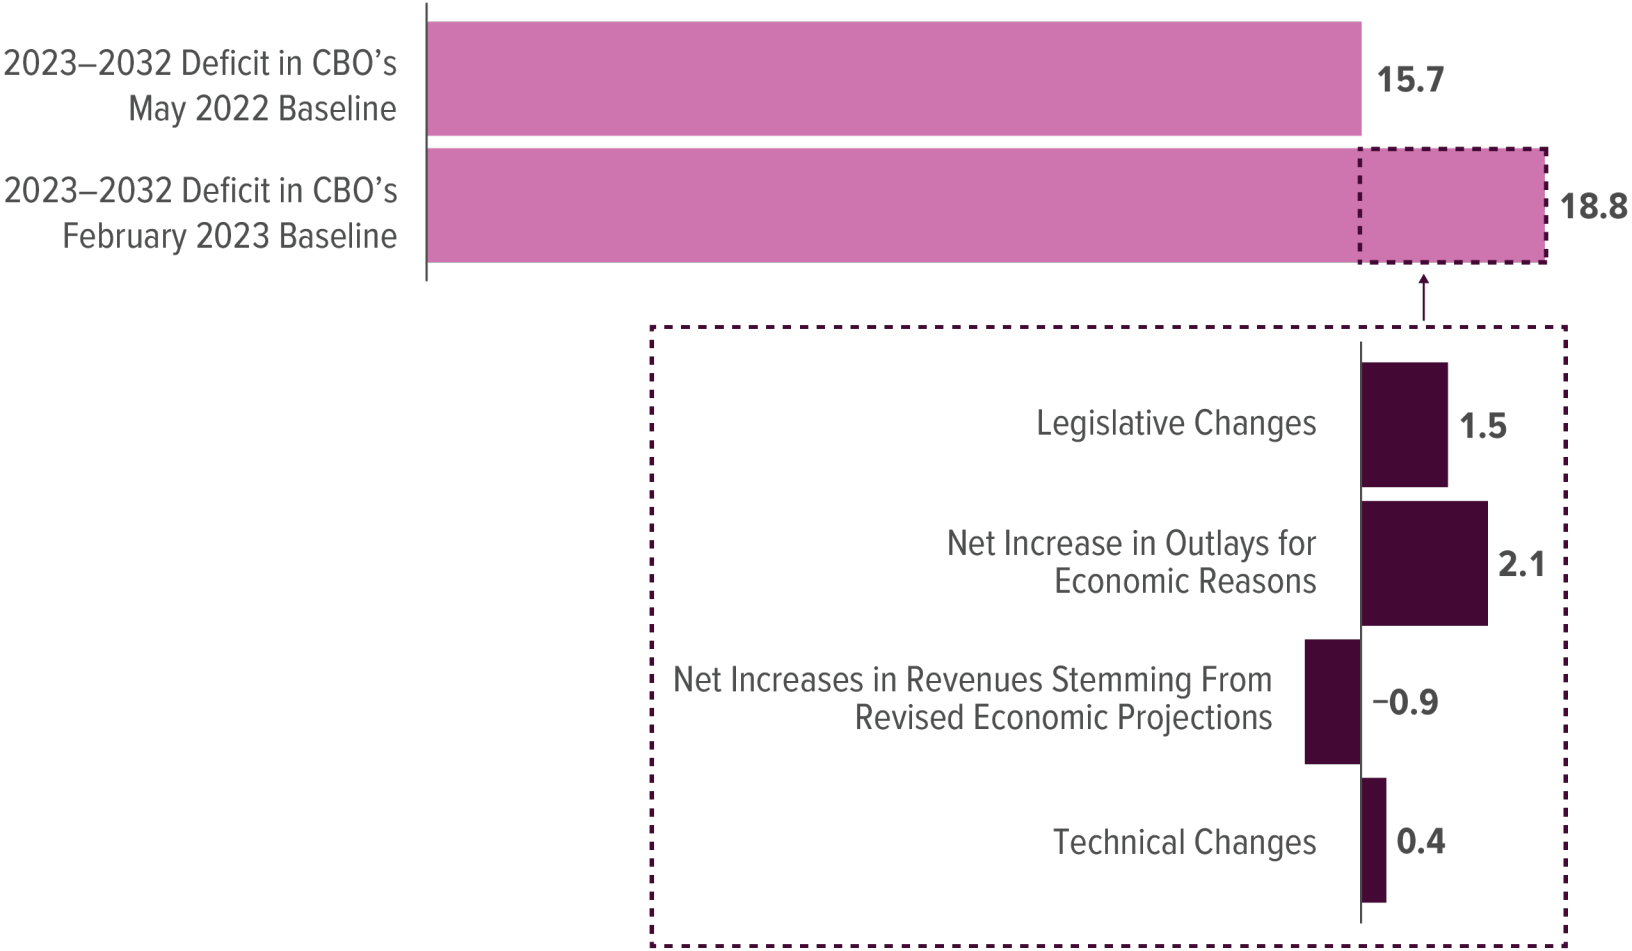 2023–2032 Deficit in CBO’s
May 2022 Baseline
15.7
2023–2032 Deficit in CBO’s
February 2023 Baseline
18.8
Legislative Changes
1.5
Net Increase in Outlays for
Economic Reasons
2.1
Net Increases in Revenues Stemming From
Revised Economic Projections
−0.9
Technical Changes
0.4